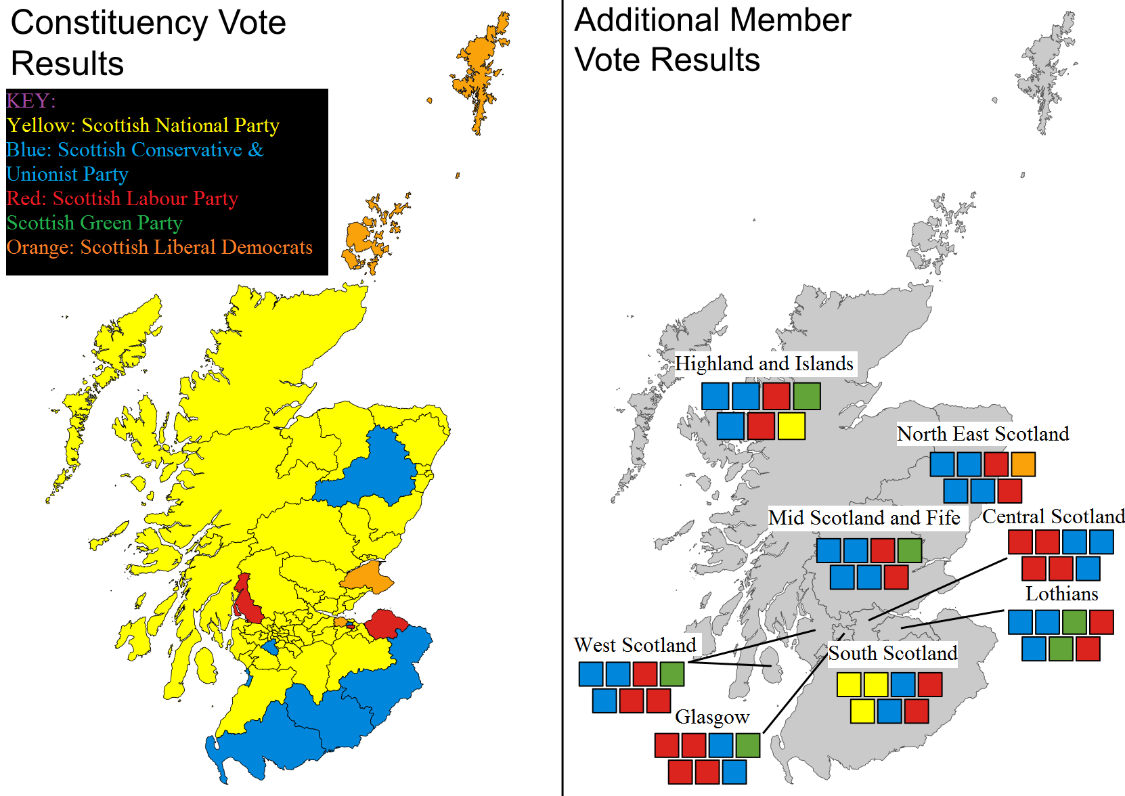 Constituency Vote
Results
KEY:
Yellow: Scottish National Party
Blue: Scottish Conservative &
Unionist Party
Red: Scottish Labour Party
Scottish Green Party
Orange: Scottish Liberal Democrats
Additional Member
Vote Results
Highland and Islands
North East Scotland
Mid Scotland and Fife
Central Scotland
Lothians
West Scotland
South Scotland
Glasgow